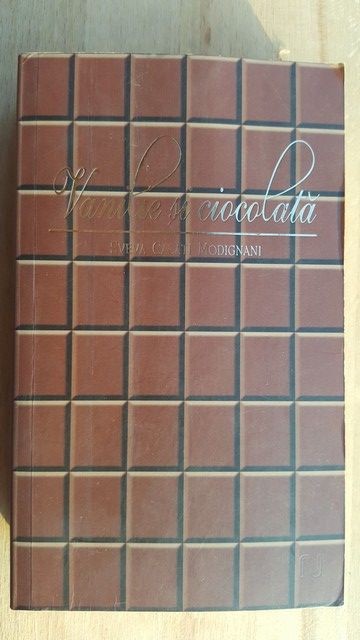 Vanilie și ciocolată
Sveva Casati Modignani